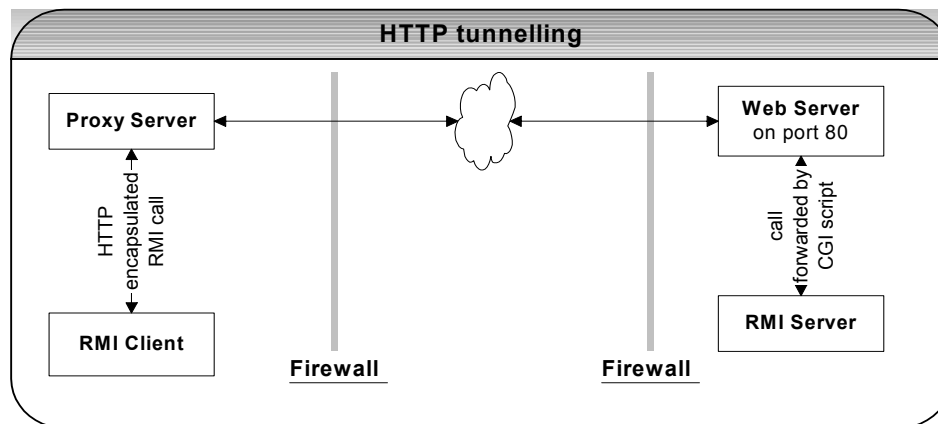 HTTP tunnelling
Proxy Server
Web Server
on port 80
HTTP
encapsulated
RMI call
call
forwarded by
CGI script
RMI Client
RMI Server
Firewall
Firewall